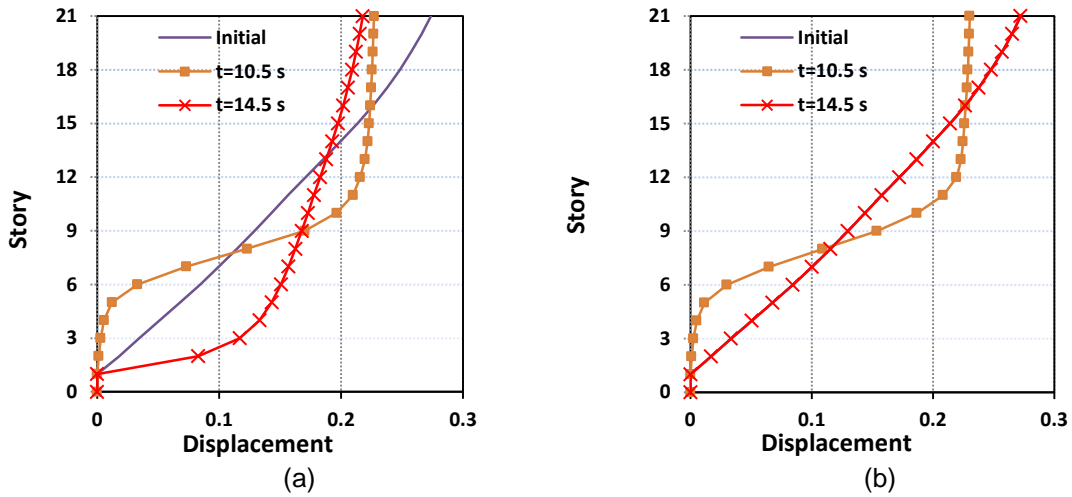 21
18
15
12
9
6
3
0
Story
Initial
t=10.5 s
t=14.5 s
0
0.1
0.2
0.3
Displacement
(a)
21
18
15
12
9
6
3
0
Story
Initial
t=10.5 s
t=14.5 s
0
0.1
0.2
0.3
Displacement
(b)